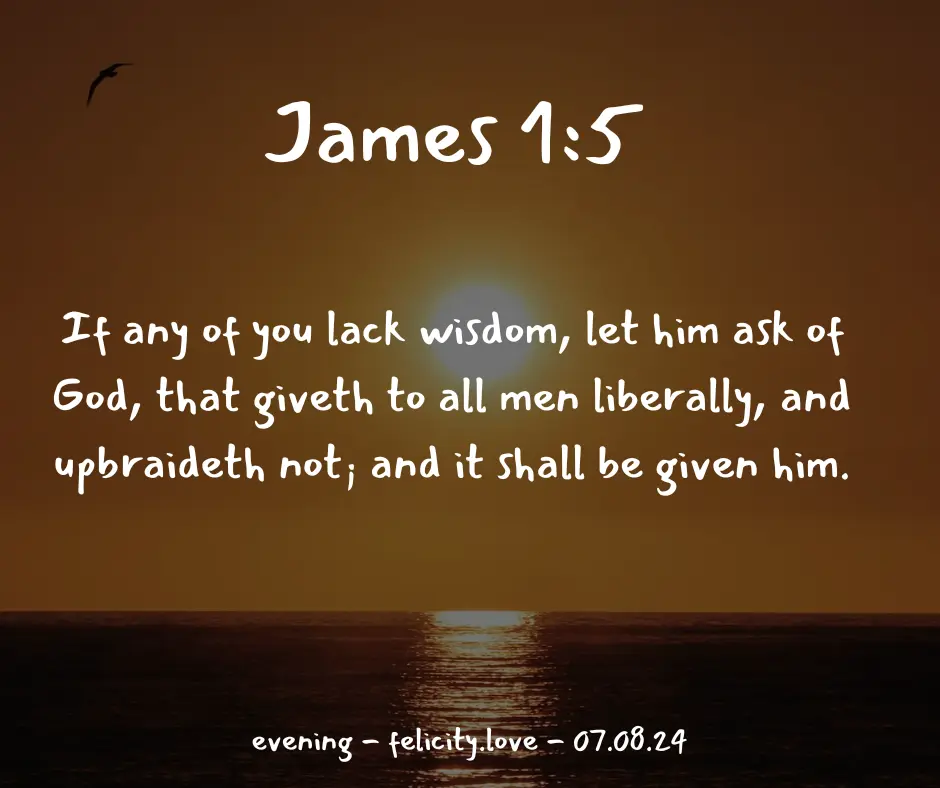 James 1:5
If any of you lack wisdom, let him ask of
God, that giveth to all men liberally, and
upbraideth not; and it shall be given him.
evening – felicity.love – 07.08.24